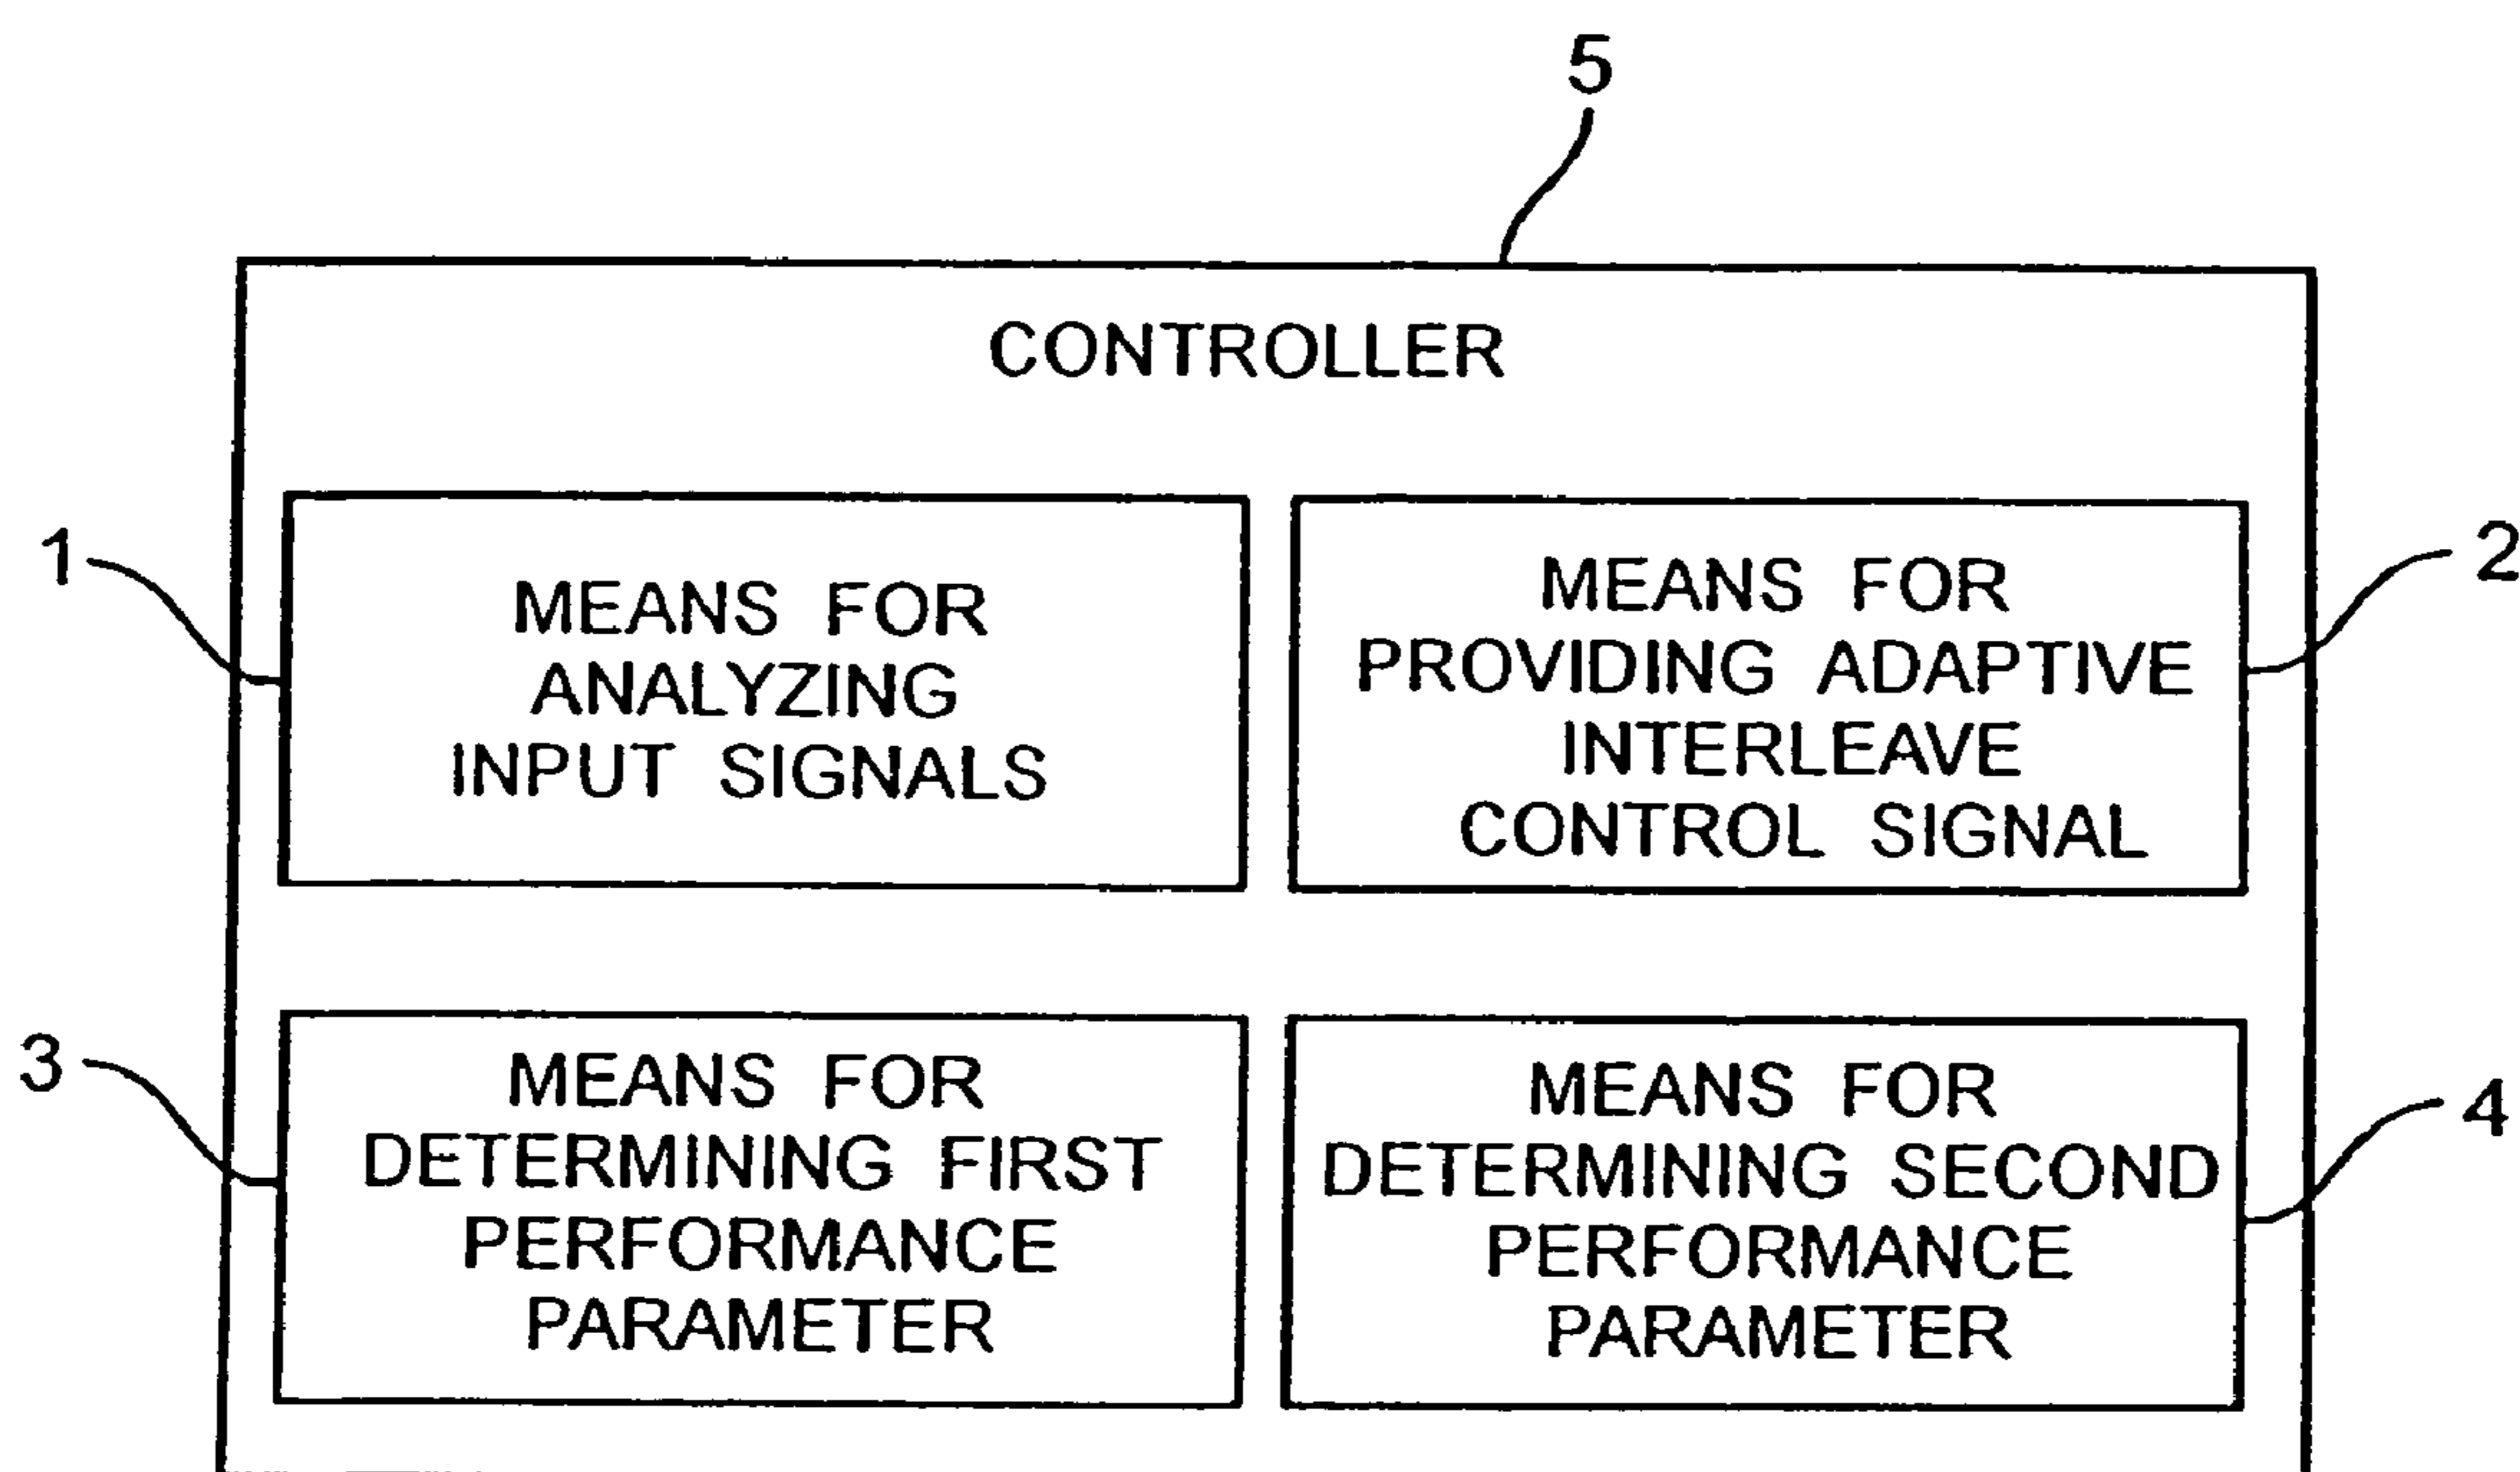 5
CONTROLLER
1
MEANS FOR
ANALYZING
INPUT SIGNALS
MEANS FOR
PROVIDING ADAPTIVE
INTERLEAVE
CONTROL SIGNAL
2
3
MEANS FOR
DETERMINING FIRST
PERFORMANCE
PARAMETER
MEANS FOR
DETERMINING SECOND
PERFORMANCE
PARAMETER
4